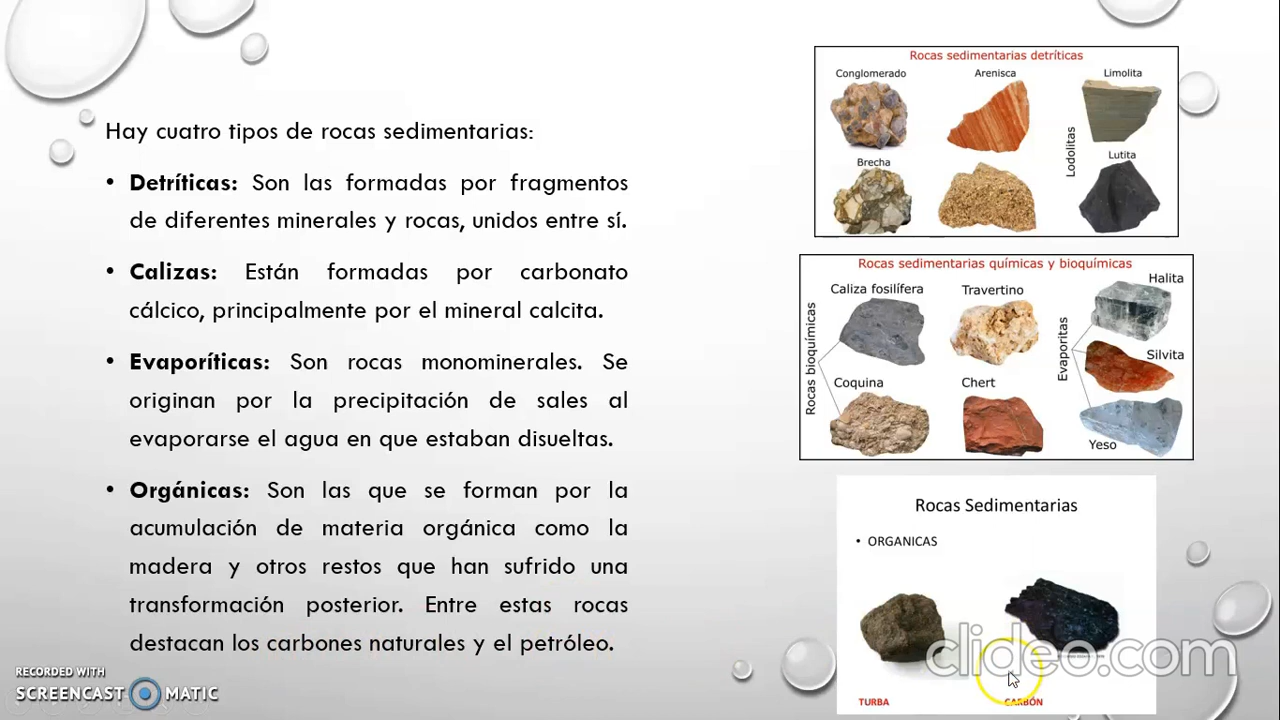 Hay cuatro tipos de rocas sedimentarias:
• Detríticas: Son las formadas por fragmentos
de diferentes minerales y rocas, unidos entre sí.
• Calizas: Están formadas por carbonato
cálcico, principalmente por el mineral calcita.
• Evaporíticas: Son rocas monominerales. Se
originan por la precipitación de sales al
evaporarse el agua en que estaban disueltas.
• Orgánicas: Son las que se forman por la
acumulación de materia orgánica como la
madera y otros restos que han sufrido una
transformación posterior. Entre estas rocas
destacan los carbones naturales y el petróleo.
Rocas sedimentarias detríticas
Conglomerado
Arenisca
Limolita
Brecha
Lodolitas
Lutita
Rocas sedimentarias químicas y bioquímicas
Rocas bioquímicas
Caliza fosilífera
Travertino
Halita
Evaporitas
Silvita
Coquina
Chert
Yeso
Rocas Sedimentarias
• ORGANICAS
TURBA
CARBÓN
clideo.com
RECORDED WITH
SCREENCAST MATIC